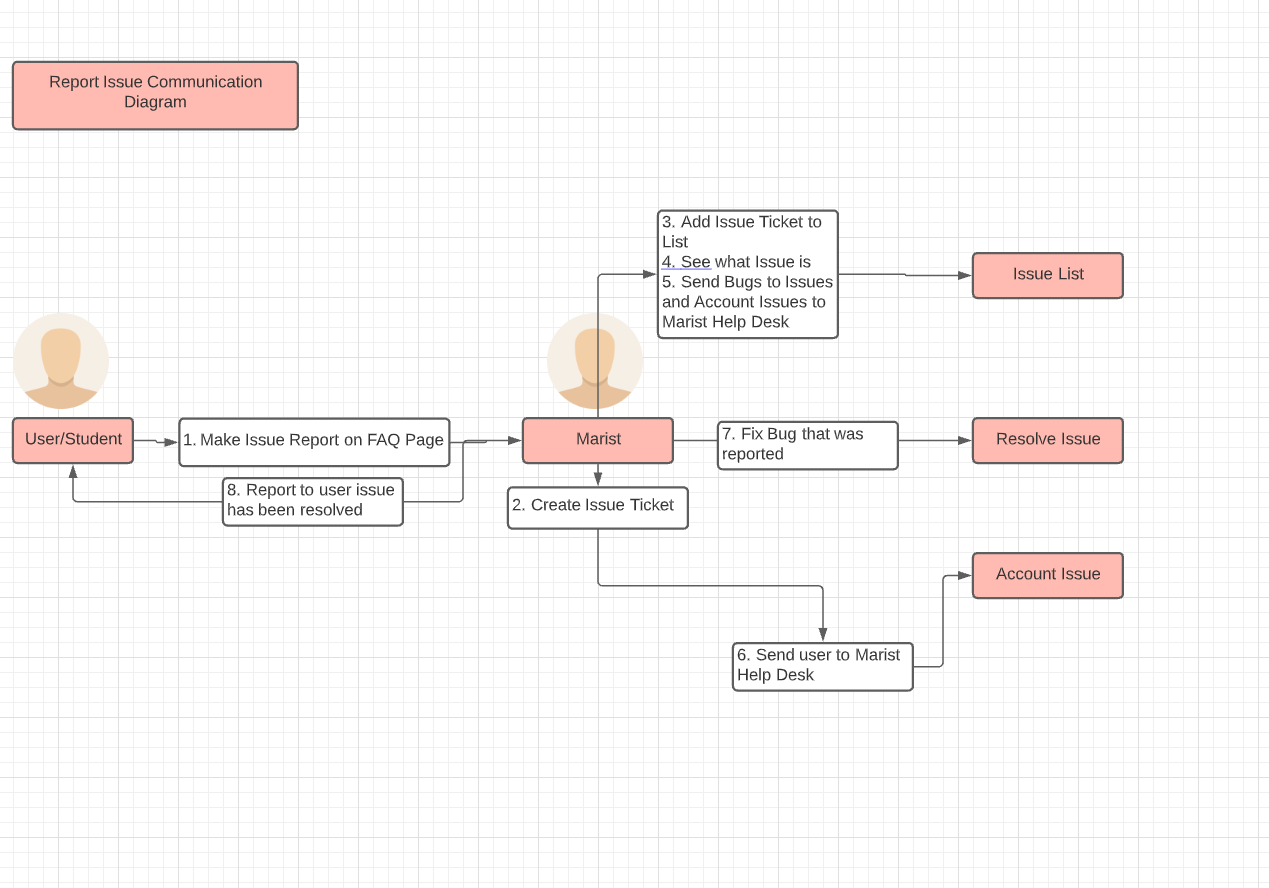 Report Issue Communication
Diagram
3. Add Issue Ticket to
List
4. See what Issue is
5. Send Bugs to Issues
and Account Issues to
Marist Help Desk
Issue List
User/Student
1. Make Issue Report on FAQ Page
Marist
7. Fix Bug that was
reported
Resolve Issue
8. Report to user issue
has been resolved
2. Create Issue Ticket
Account Issue
6. Send user to Marist
Help Desk